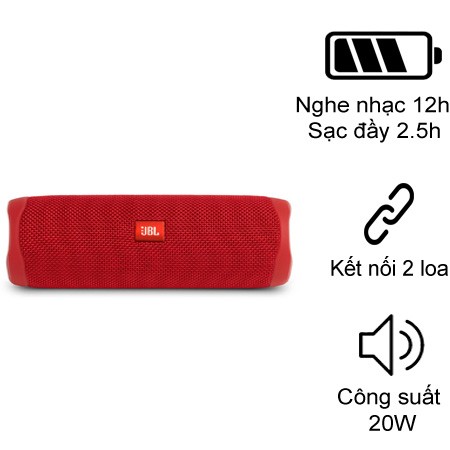 Nghe nhạc 12h
Sạc đầy 2.5h
JBL
Kết nối 2 loa
Công suất
20W